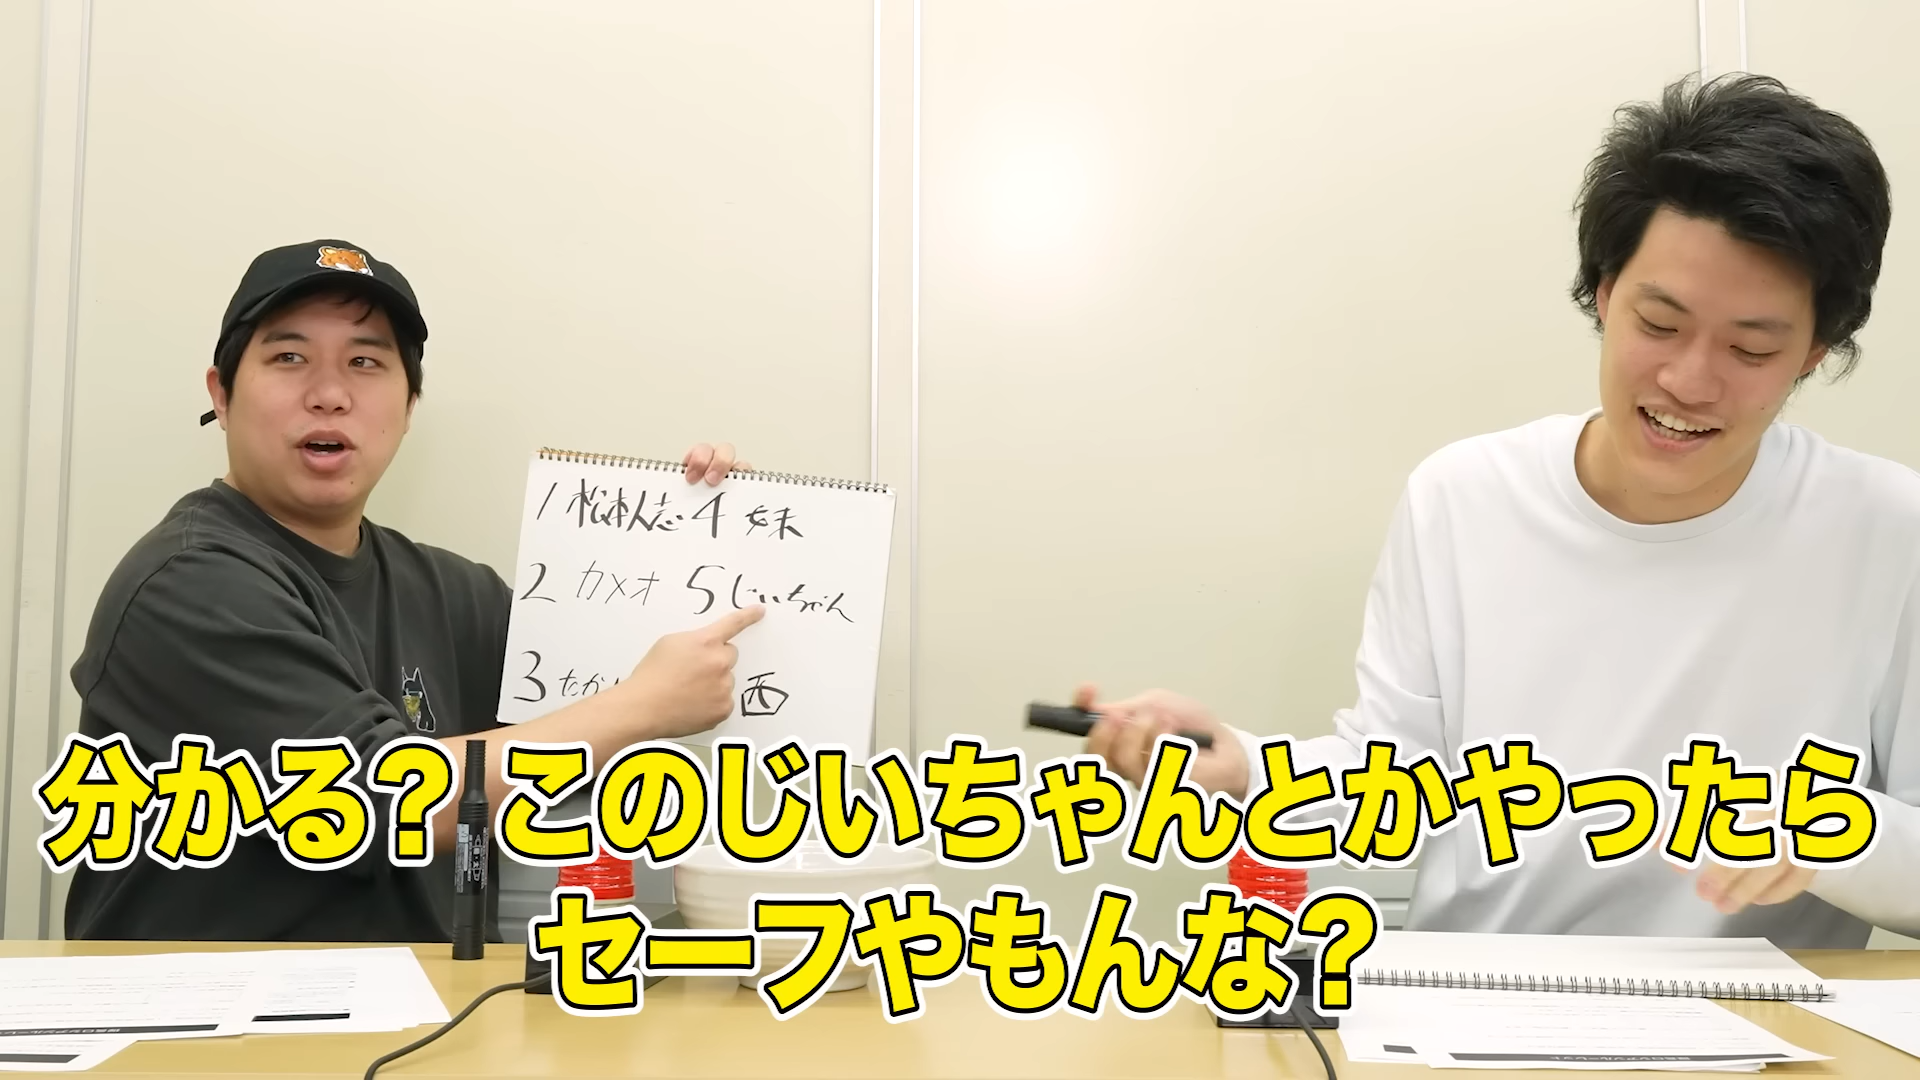 1 松本人志 4 妹
2 カメオ 5 じいちゃん
3 たか 西
分かる? このじいちゃんとかやったら
セーフやもんな?